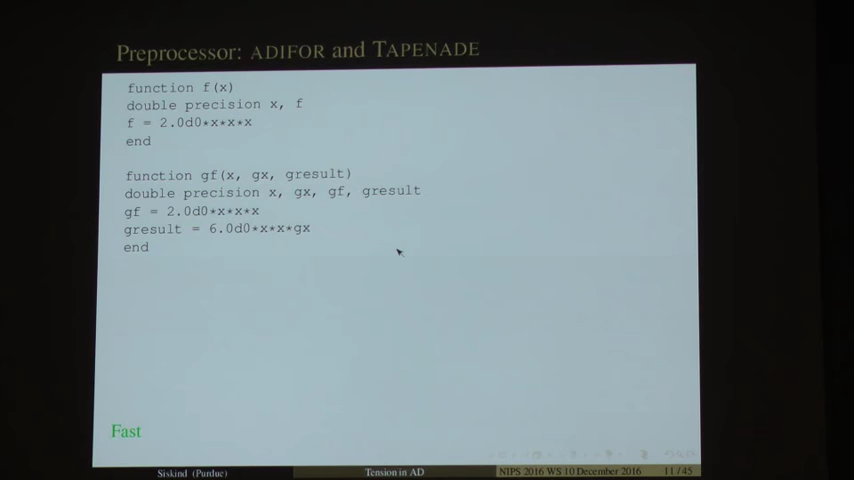 Preprocessor: ADIFOR and TAPENADE
function f(x)
double precision x, f
f = 2.0d0*x*x*x
end
function gf(x, gx, gresult)
double precision x, gx, gf, gresult
gf = 2.0d0*x*x*x
gresult = 6.0d0*x*x*gx
end
Fast
Siskind (Purdue)
Tension in AD
NIPS 2016 WS 10 December 2016
11 / 45